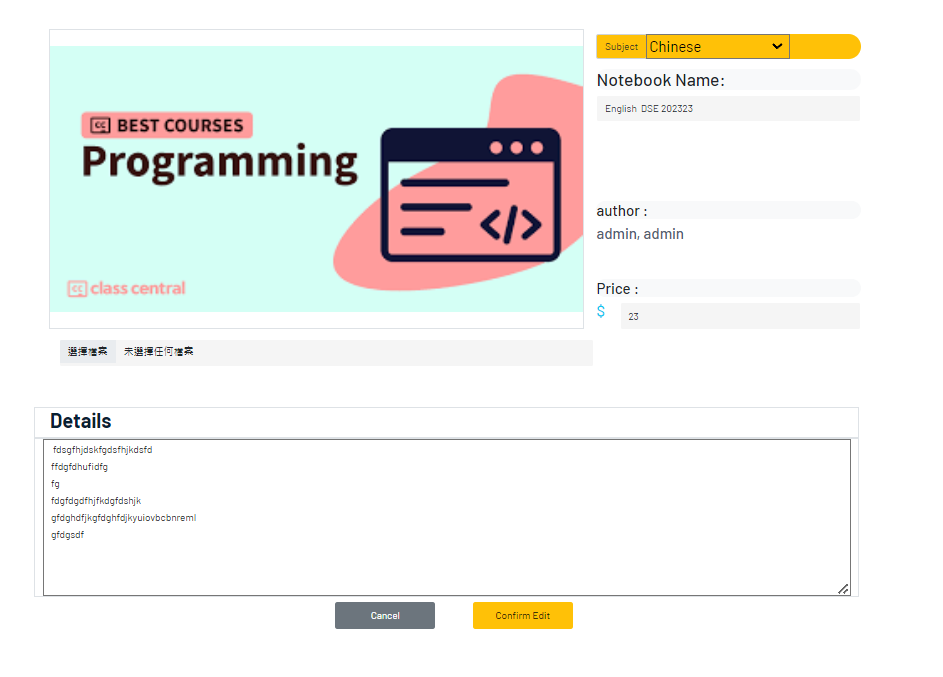 cc BEST COURSES
Programming
</>
cc class central
Subject Chinese
Notebook Name:
English DSE 202323
author :
admin, admin
Price :
$ 23
選擇檔案 未選擇任何檔案
Details
fdsgfhjdskfgdsfhjkdsfd
ffdgfdhufidfg
fg
fdgfdgdfhjfkdgfdshjk
gfdghdfjkgfdghfdjkyuiovbcbnreml
gfdgsdf
Cancel Confirm Edit